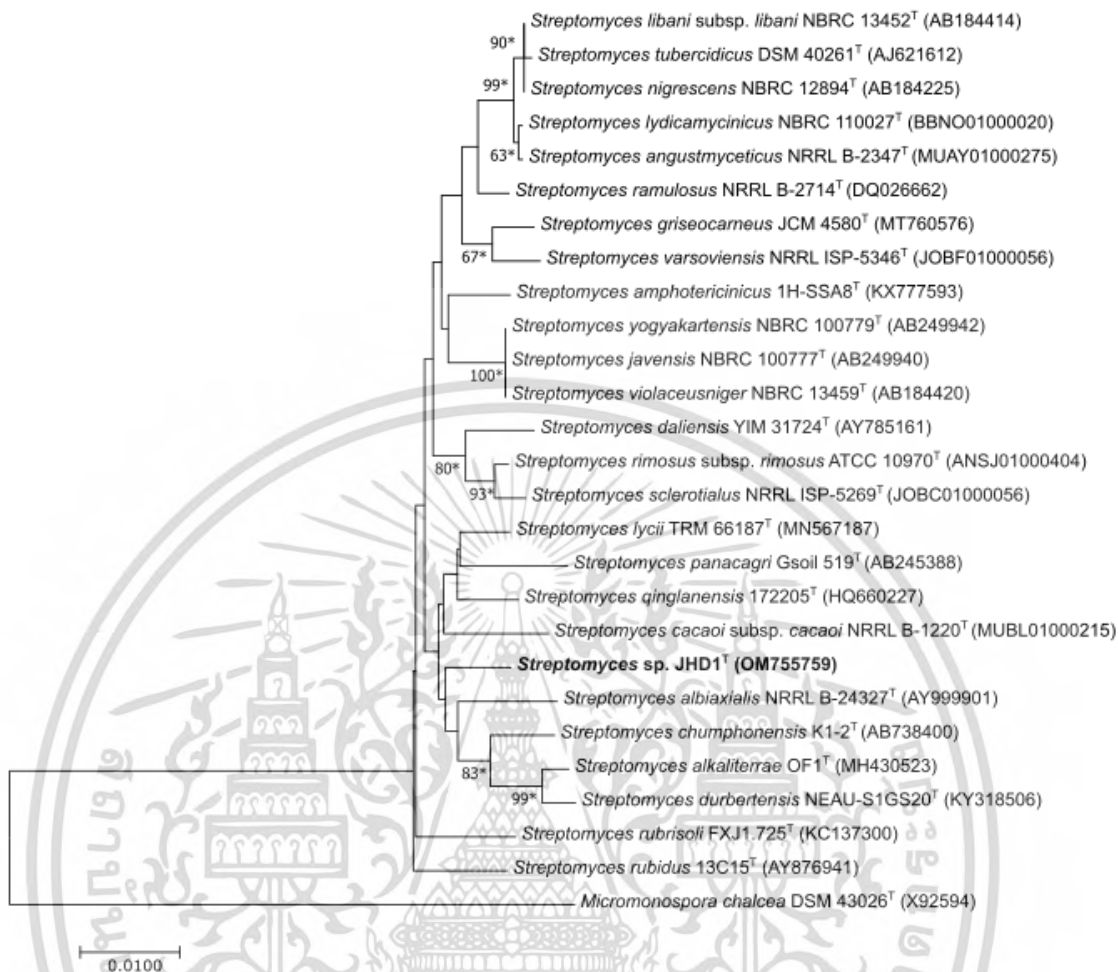 Streptomyces libani subsp. libani NBRC 13452ᵀ (AB184414)
90*
Streptomyces tubercidicus DSM 40261ᵀ (AJ621612)
99*
Streptomyces nigrescens NBRC 12894ᵀ (AB184225)
Streptomyces lydicamycinicus NBRC 110027ᵀ (BBNO01000020)
63*
Streptomyces angustmyceticus NRRL B-2347ᵀ (MUAY01000275)
Streptomyces ramulosus NRRL B-2714ᵀ (DQ026662)
Streptomyces griseocarneus JCM 4580ᵀ (MT760576)
67*
Streptomyces varsoviensis NRRL ISP-5346ᵀ (JOBF01000056)
Streptomyces amphotericinicus 1H-SSA8ᵀ (KX777593)
Streptomyces yogyakartensis NBRC 100779ᵀ (AB249942)
Streptomyces javensis NBRC 100777ᵀ (AB249940)
100*
Streptomyces violaceusniger NBRC 13459ᵀ (AB184420)
Streptomyces daliensis YIM 31724ᵀ (AY785161)
80*
Streptomyces rimosus subsp. rimosus ATCC 10970ᵀ (ANSJ01000404)
93*
Streptomyces sclerotialus NRRL ISP-5269ᵀ (JOBC01000056)
Streptomyces lycii TRM 66187ᵀ (MN567187)
Streptomyces panacagri Gsoil 519ᵀ (AB245388)
Streptomyces qinglanensis 172205ᵀ (HQ660227)
Streptomyces cacaoi subsp. cacaoi NRRL B-1220ᵀ (MUBL01000215)
Streptomyces sp. JHD1ᵀ (OM755759)
Streptomyces albiaxialis NRRL B-24327ᵀ (AY999901)
Streptomyces chumphonensis K1-2ᵀ (AB738400)
83*
Streptomyces alkaliterrae OF1ᵀ (MH430523)
99*
Streptomyces durbertensis NEAU-S1GS20ᵀ (KY318506)
Streptomyces rubrisoli FXJ1.725ᵀ (KC137300)
Streptomyces rubidus 13C15ᵀ (AY876941)
Micromonospora chalcea DSM 43026ᵀ (X92594)
0.0100